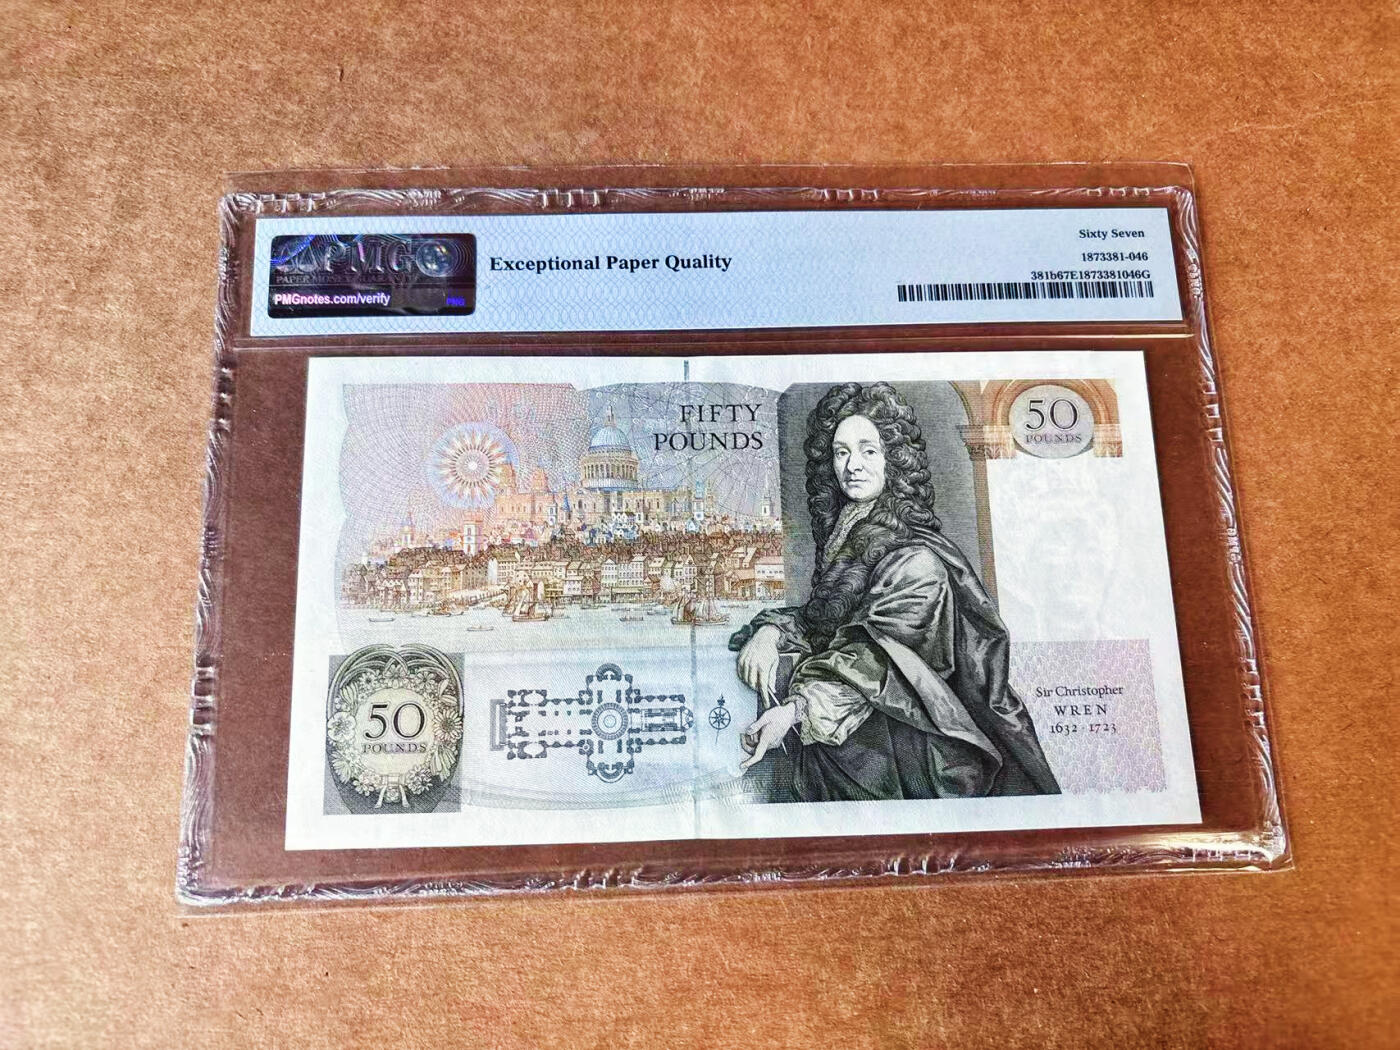 PMG
PMGnotes.com/verify
PMG
Exceptional Paper Quality
Sixty Seven
1873381-046
381b67E1873381046G
FIFTY
POUNDS
50
POUNDS
50
POUNDS
Sir Christopher
WREN
1632 · 1723